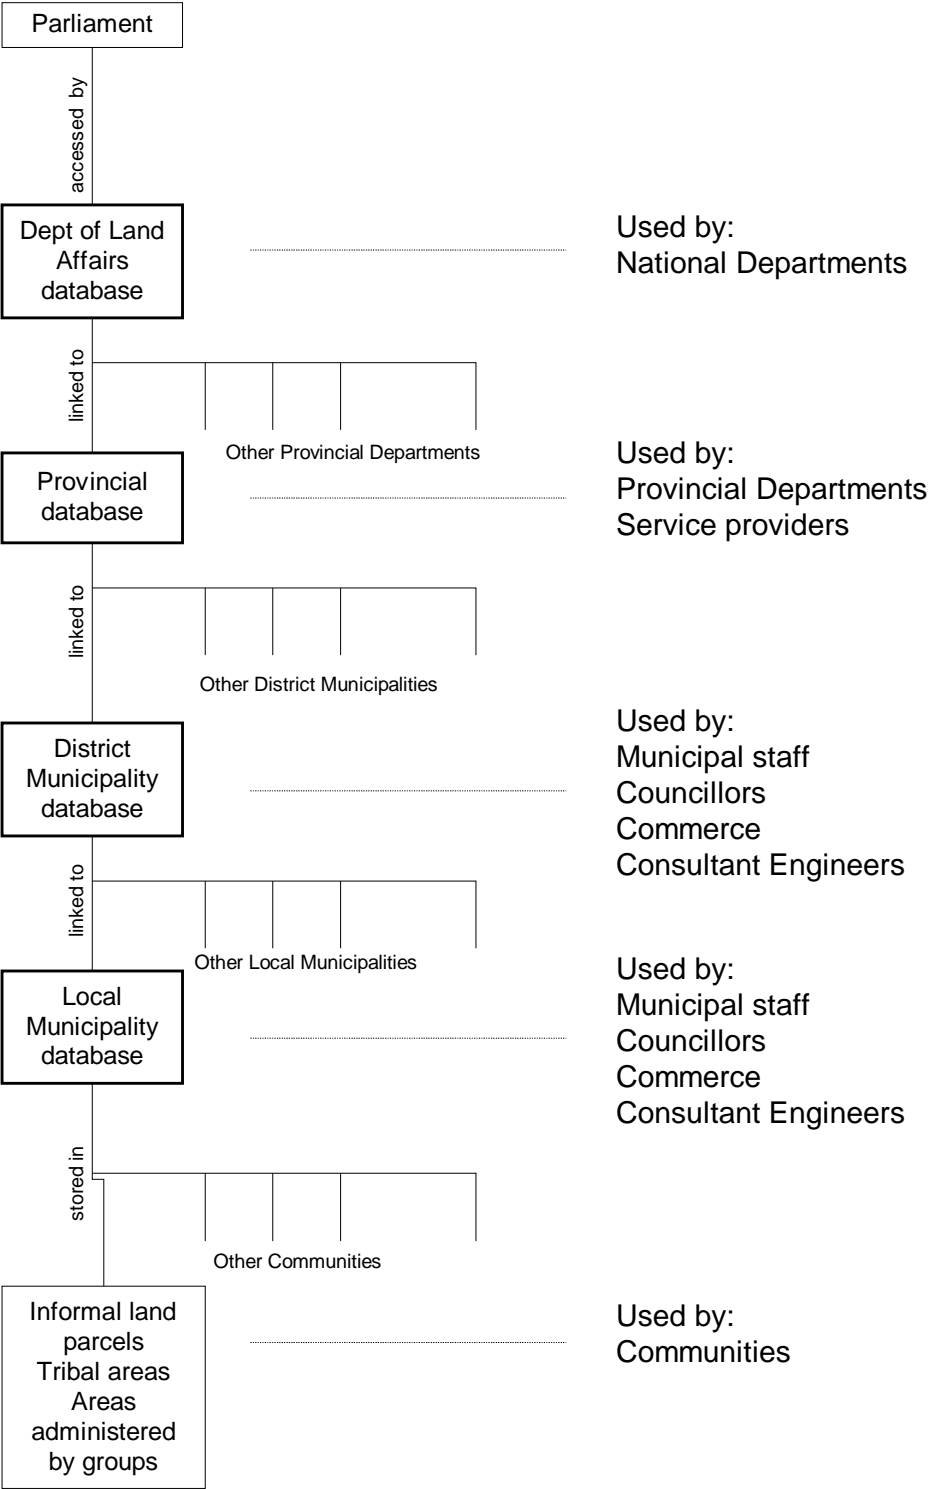 Parliament
accessed by
Dept of Land
Affairs
database
Used by:
National Departments
linked to
Other Provincial Departments
Provincial
database
Used by:
Provincial Departments
Service providers
linked to
Other District Municipalities
District
Municipality
database
Used by:
Municipal staff
Councillors
Commerce
Consultant Engineers
linked to
Other Local Municipalities
Local
Municipality
database
Used by:
Municipal staff
Councillors
Commerce
Consultant Engineers
stored in
Other Communities
Informal land
parcels
Tribal areas
Areas
administered
by groups
Used by:
Communities